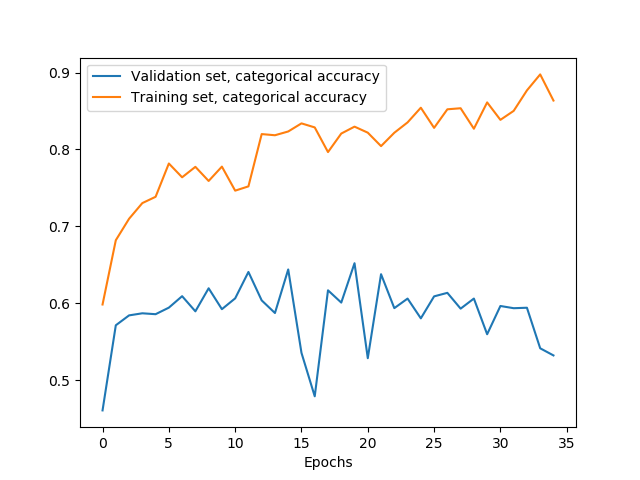 Validation set, categorical accuracy
Training set, categorical accuracy
0.9
0.8
0.7
0.6
0.5
0 5 10 15 20 25 30 35
Epochs